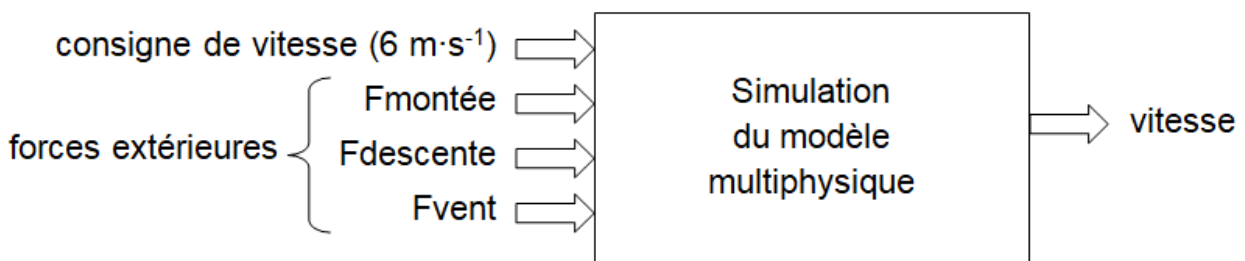 consigne de vitesse (6 m·s⁻¹)
Fmontée
forces extérieures
Fdescente
Fvent
Simulation
du modèle
multiphysique
vitesse